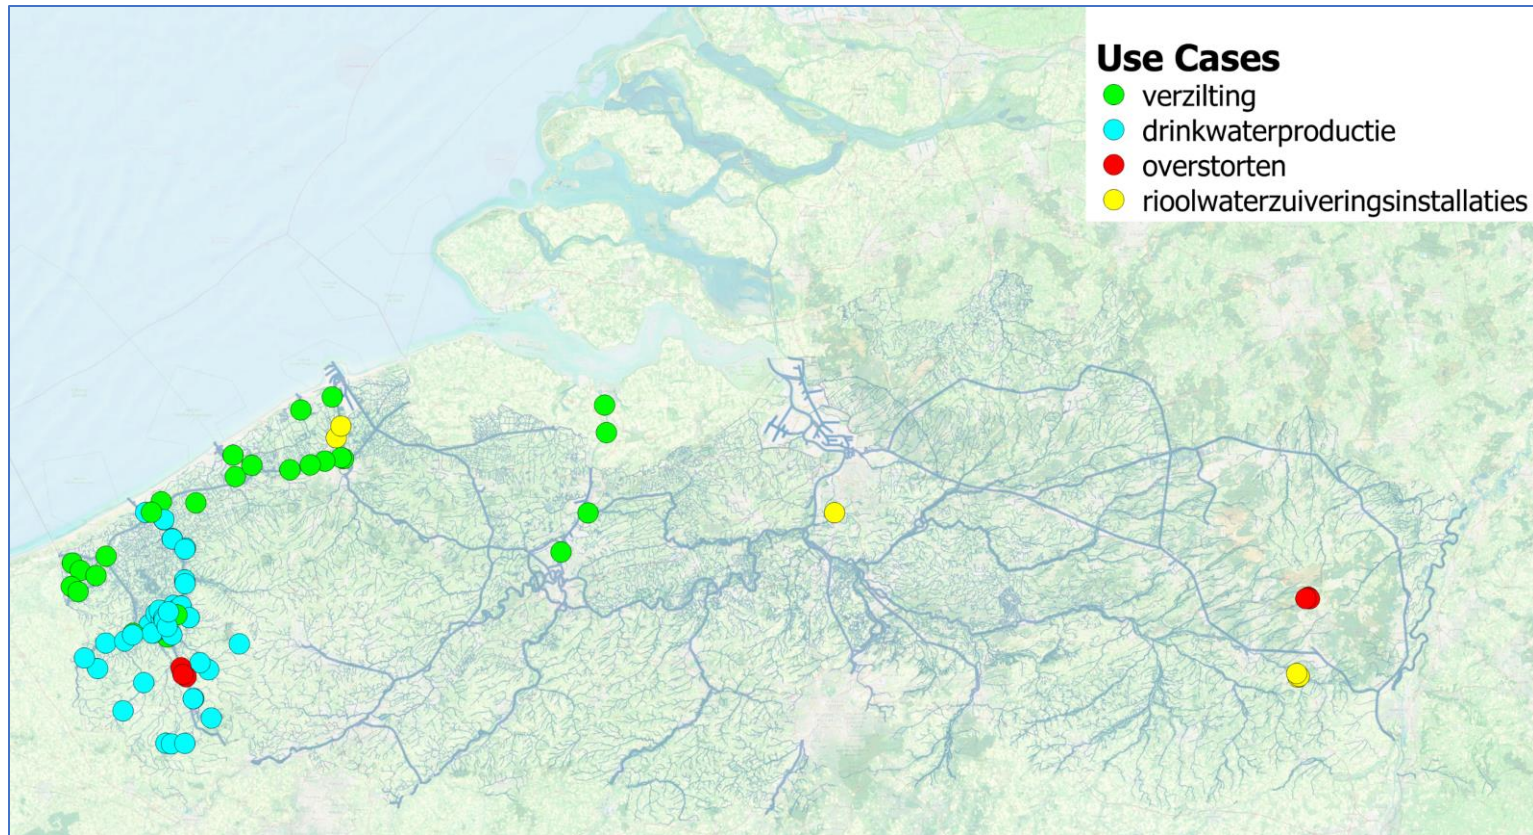 Use Cases
verzilting
drinkwaterproductie
overstorten
rioolwaterzuiveringsinstallaties